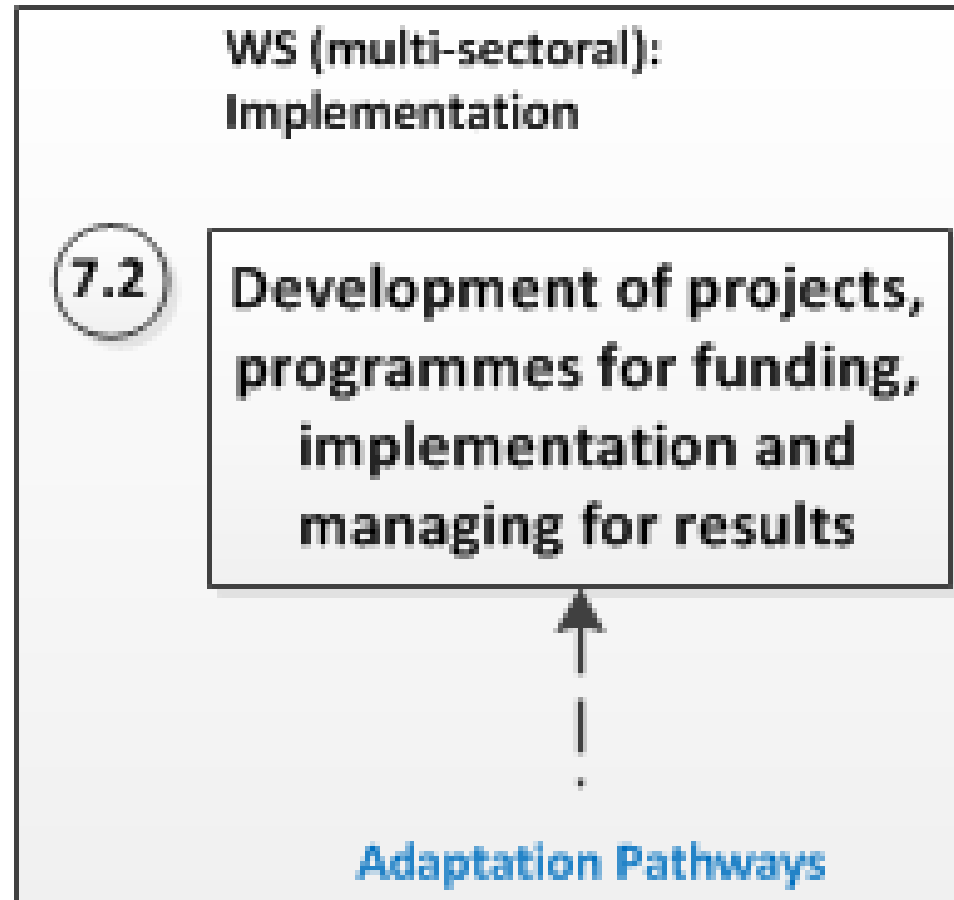 WS (multi-sectoral):
Implementation
7.2
Development of projects,
programmes for funding,
implementation and
managing for results
Adaptation Pathways